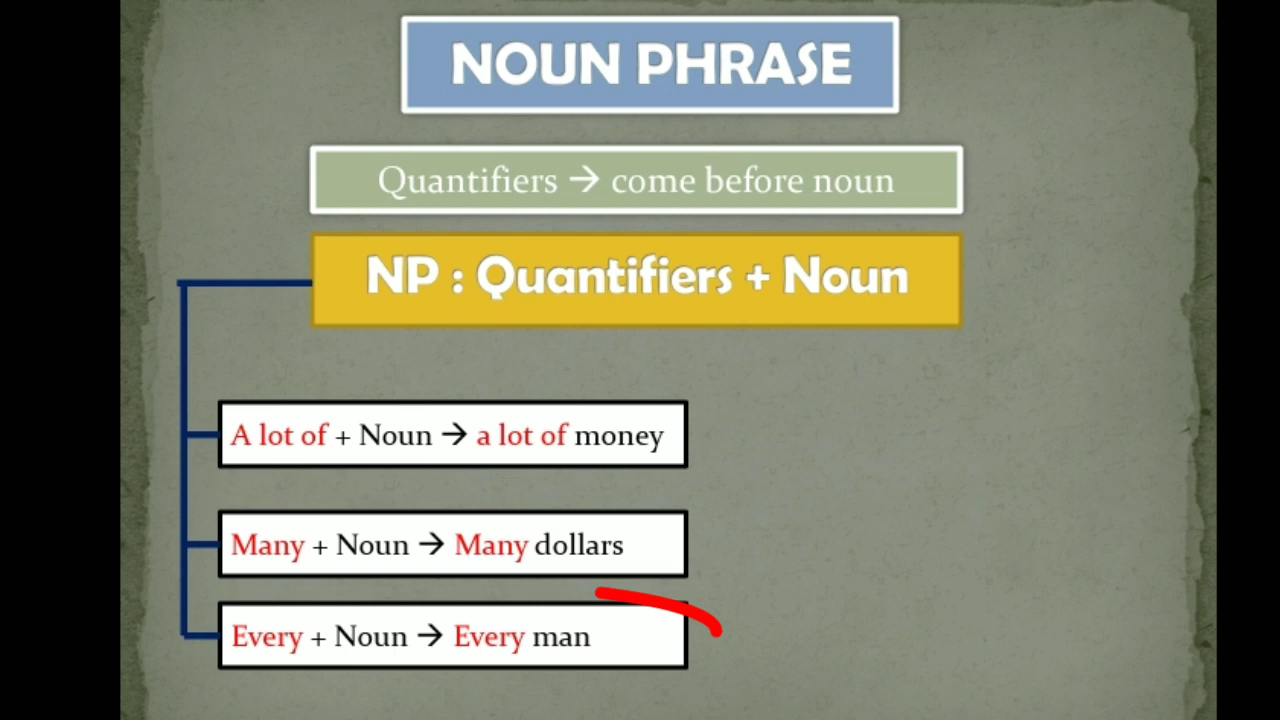 NOUN PHRASE
Quantifiers → come before noun
NP : Quantifiers + Noun
A lot of + Noun → a lot of money
Many + Noun → Many dollars
Every + Noun → Every man